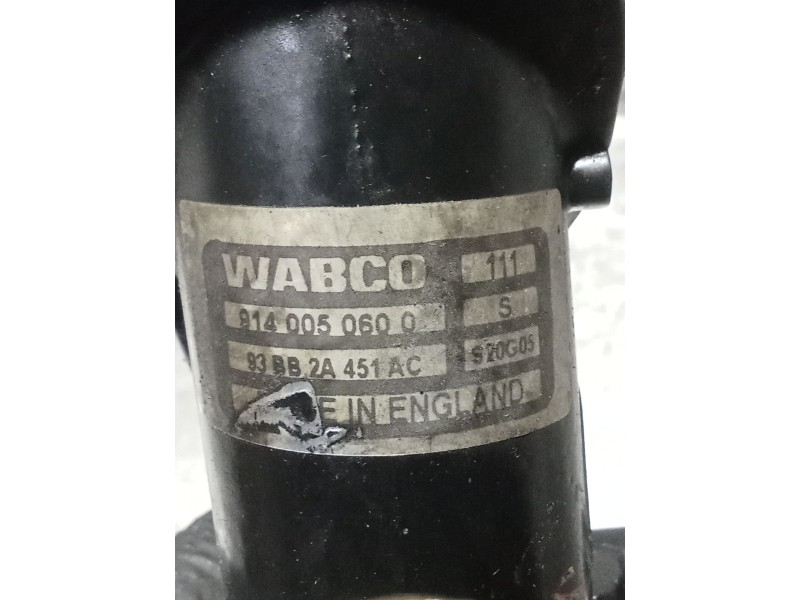 WABCO 111
914 005 060 0 S
93 BB 2A 451 AC S20G05
IN ENGLAND